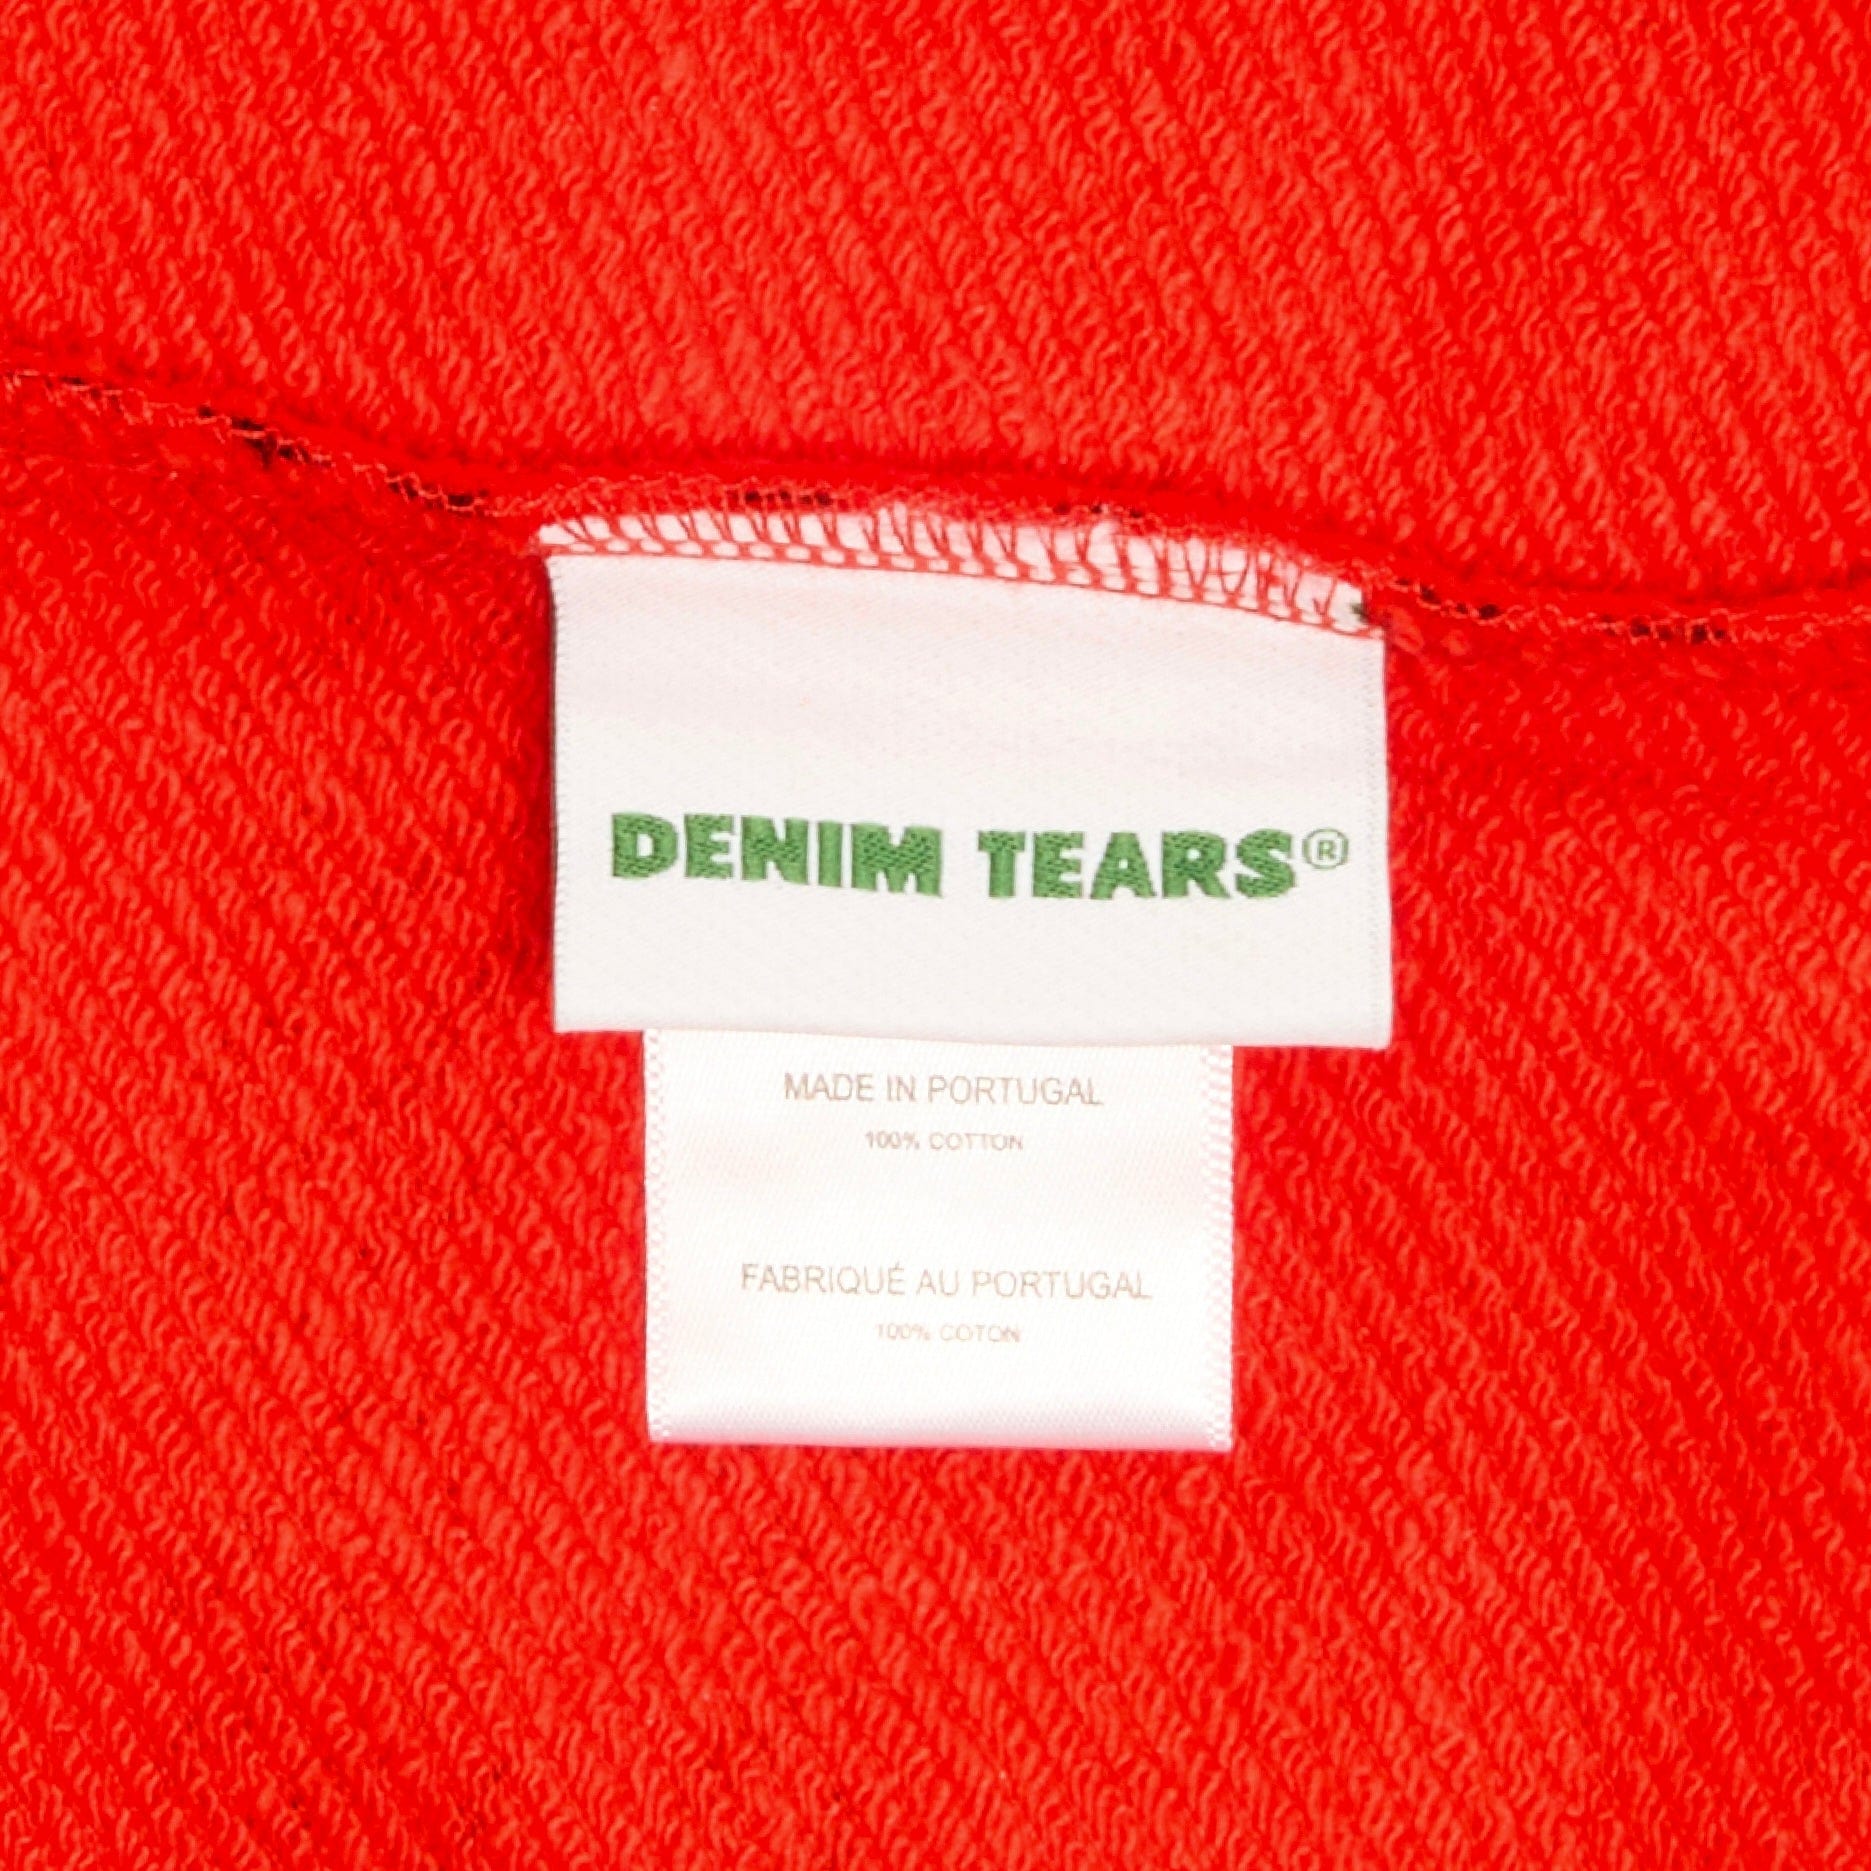 DENIM TEARS®
MADE IN PORTUGAL
100% COTTON
FABRIQUÉ AU PORTUGAL
100% COTON